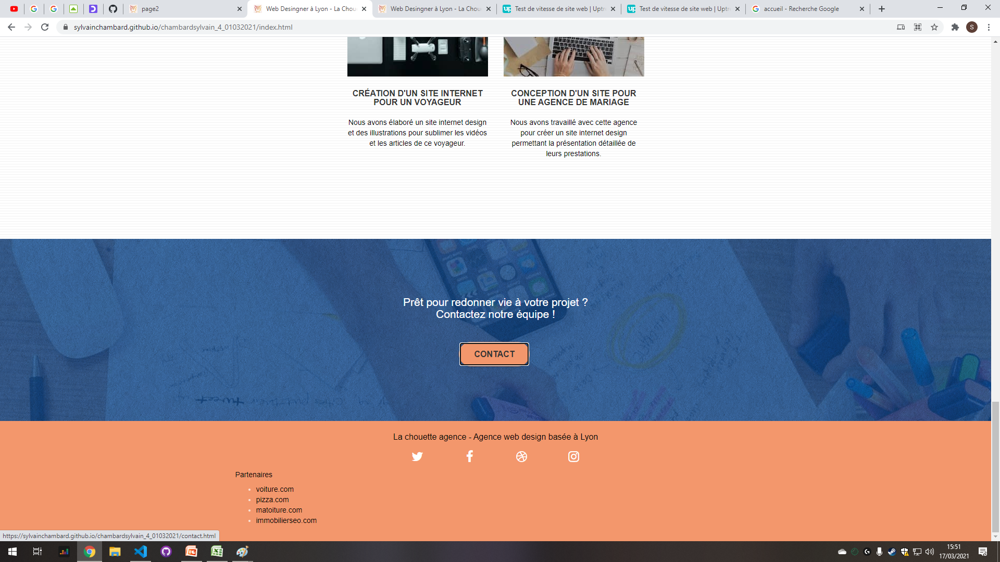 page2
Web Desingner à Lyon - La Chou
Web Desingner à Lyon - La Chou
Test de vitesse de site web | Uptr
Test de vitesse de site web | Uptr
accueil - Recherche Google
sylvainchambard.github.io/chambardsylvain_4_01032021/index.html
S
CRÉATION D'UN SITE INTERNET
POUR UN VOYAGEUR
Nous avons élaboré un site internet design
et des illustrations pour sublimer les vidéos
et les articles de ce voyageur.
CONCEPTION D'UN SITE POUR
UNE AGENCE DE MARIAGE
Nous avons travaillé avec cette agence
pour créer un site internet design
permettant la présentation détaillée de
leurs prestations.
Prêt pour redonner vie à votre projet ?
Contactez notre équipe !
CONTACT
La chouette agence - Agence web design basée à Lyon
Partenaires
voiture.com
pizza.com
matoiture.com
immobilierseo.com
https://sylvainchambard.github.io/chambardsylvain_4_01032021/contact.html
15:51
17/03/2021